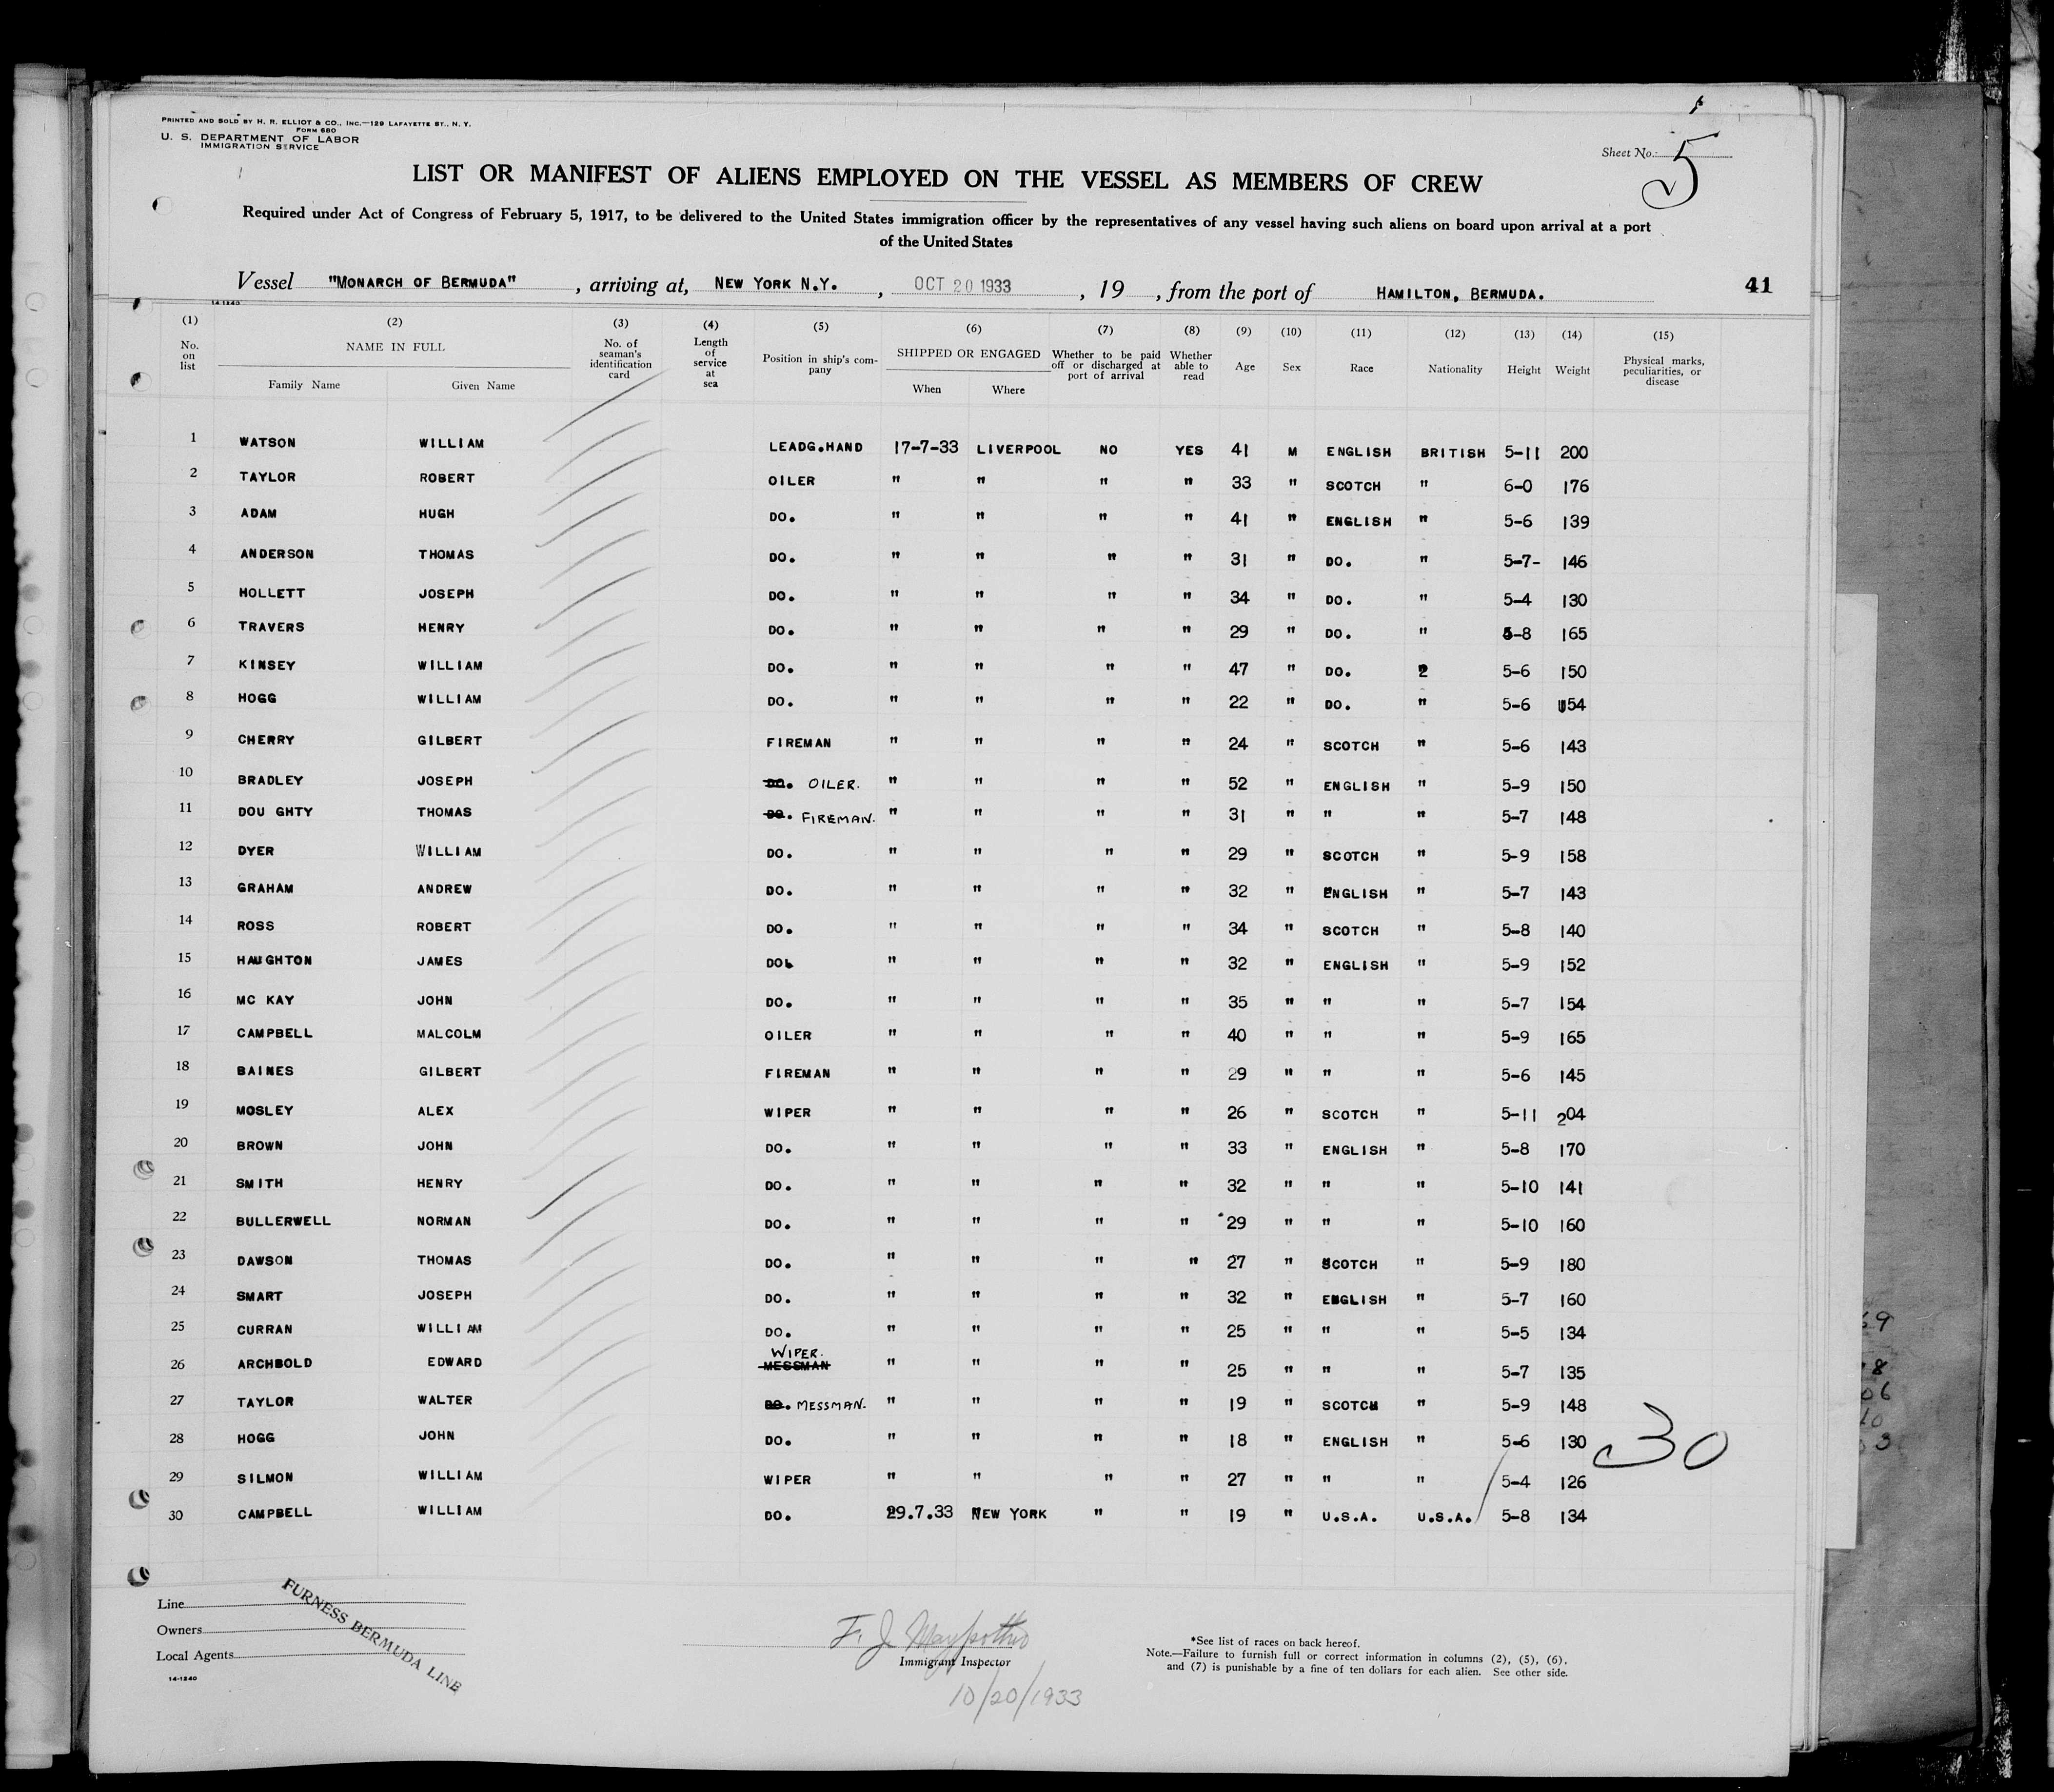 PRINTED AND SOLD BY H. R. ELLIOT & CO., INC.—129 LAFAYETTE ST., N. Y.
FORM 680
U. S. DEPARTMENT OF LABOR
IMMIGRATION SERVICE
Sheet No. 5
LIST OR MANIFEST OF ALIENS EMPLOYED ON THE VESSEL AS MEMBERS OF CREW
Required under Act of Congress of February 5, 1917, to be delivered to the United States immigration officer by the representatives of any vessel having such aliens on board upon arrival at a port
of the United States
Vessel "MONARCH OF BERMUDA", arriving at, NEW YORK N.Y., OCT 20 1933, 19 , from the port of HAMILTON, BERMUDA. 41
14-1240
(1) (2) (3) (4) (5) (6) (7) (8) (9) (10) (11) (12) (13) (14) (15)
No. on list NAME IN FULL Family Name Given Name No. of seaman's identification card Length of service at sea Position in ship's company SHIPPED OR ENGAGED When Where Whether to be paid off or discharged at port of arrival Whether able to read Age Sex Race Nationality Height Weight Physical marks, peculiarities, or disease
1 WATSON WILLIAM LEADG.HAND 17-7-33 LIVERPOOL NO YES 41 M ENGLISH BRITISH 5-11 200
2 TAYLOR ROBERT OILER " " " " 33 " SCOTCH " 6-0 176
3 ADAM HUGH DO. " " " " 41 " ENGLISH " 5-6 139
4 ANDERSON THOMAS DO. " " " " 31 " DO. " 5-7- 146
5 HOLLETT JOSEPH DO. " " " " 34 " DO. " 5-4 130
6 TRAVERS HENRY DO. " " " " 29 " DO. " 5-8 165
7 KINSEY WILLIAM DO. " " " " 47 " DO. 2 5-6 150
8 HOGG WILLIAM DO. " " " " 22 " DO. " 5-6 154
9 CHERRY GILBERT FIREMAN " " " " 24 " SCOTCH " 5-6 143
10 BRADLEY JOSEPH DO. OILER. " " " " 52 " ENGLISH " 5-9 150
11 DOU GHTY THOMAS DO. FIREMAN. " " " " 31 " " " 5-7 148
12 DYER WILLIAM DO. " " " " 29 " SCOTCH " 5-9 158
13 GRAHAM ANDREW DO. " " " " 32 " ENGLISH " 5-7 143
14 ROSS ROBERT DO. " " " " 34 " SCOTCH " 5-8 140
15 HAUGHTON JAMES DO. " " " " 32 " ENGLISH " 5-9 152
16 MC KAY JOHN DO. " " " " 35 " " " 5-7 154
17 CAMPBELL MALCOLM OILER " " " " 40 " " " 5-9 165
18 BAINES GILBERT FIREMAN " " " " 29 " " " 5-6 145
19 MOSLEY ALEX WIPER " " " " 26 " SCOTCH " 5-11 204
20 BROWN JOHN DO. " " " " 33 " ENGLISH " 5-8 170
21 SMITH HENRY DO. " " " " 32 " " " 5-10 141
22 BULLERWELL NORMAN DO. " " " " 29 " " " 5-10 160
23 DAWSON THOMAS DO. " " " " 27 " SCOTCH " 5-9 180
24 SMART JOSEPH DO. " " " " 32 " ENGLISH " 5-7 160
25 CURRAN WILLIAM DO. " " " " 25 " " " 5-5 134
WIPER.
26 ARCHBOLD EDWARD MESSMAN " " " " 25 " " " 5-7 135
27 TAYLOR WALTER DO. MESSMAN. " " " " 19 " SCOTCH " 5-9 148
28 HOGG JOHN DO. " " " " 18 " ENGLISH " 5-6 130 30
29 SILMON WILLIAM WIPER " " " " 27 " " " 5-4 126
30 CAMPBELL WILLIAM DO. 29.7.33 NEW YORK " " 19 " U.S.A. U.S.A. 5-8 134
Line
Owners
Local Agents
FURNESS BERMUDA LINE
14-1240
F. J.
Immigrant Inspector
10/20/1933
*See list of races on back hereof.
Note.—Failure to furnish full or correct information in columns (2), (5), (6),
and (7) is punishable by a fine of ten dollars for each alien. See other side.